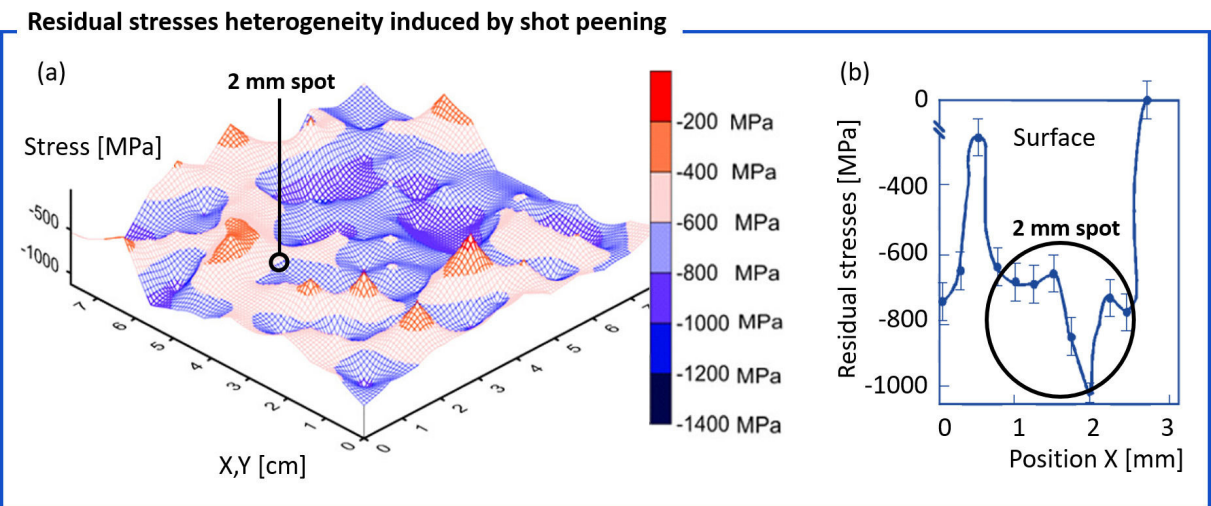 Residual stresses heterogeneity induced by shot peening
(a)
2 mm spot
Stress [MPa]
-500
-1000
7
6
5
4
3
2
1
0
0
1
2
3
4
5
6
7
X,Y [cm]
-200 MPa
-400 MPa
-600 MPa
-800 MPa
-1000 MPa
-1200 MPa
-1400 MPa
(b)
0
-400
-600
-800
-1000
Residual stresses [MPa]
Surface
2 mm spot
0 1 2 3
Position X [mm]